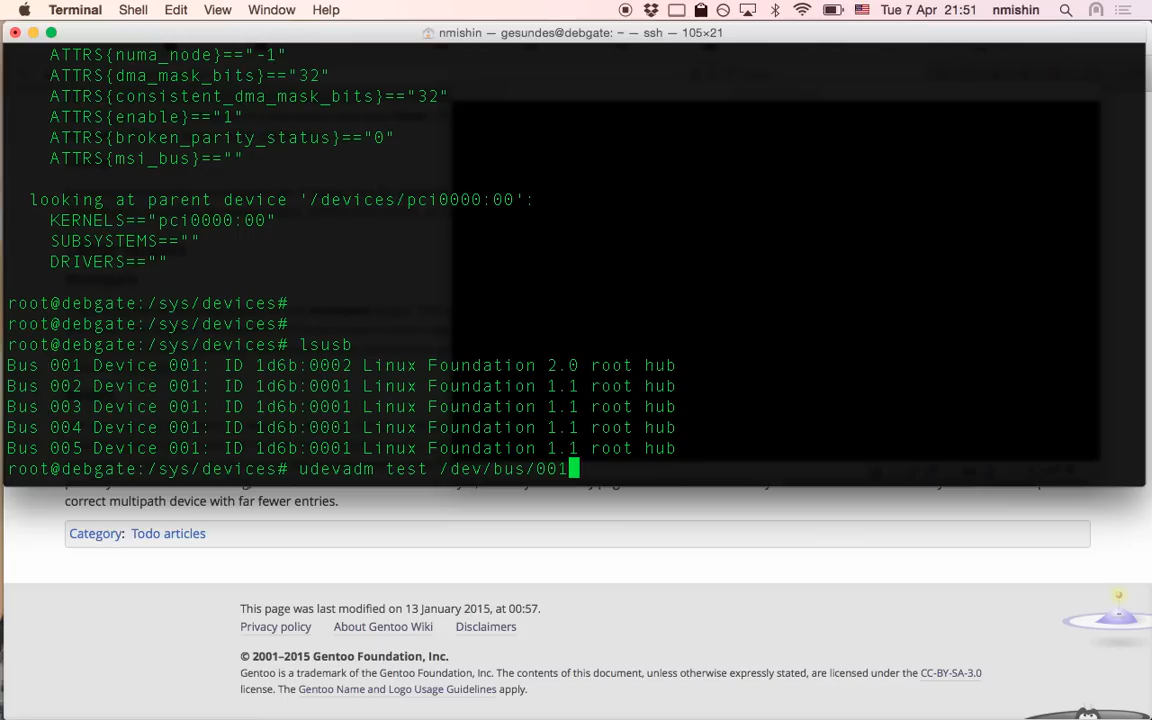 Terminal Shell Edit View Window Help Tue 7 Apr 21:51 nmishin
nmishin — gesundes@debgate: ~ — ssh — 105×21
ATTRS{numa_node}=="-1"
ATTRS{dma_mask_bits}=="32"
ATTRS{consistent_dma_mask_bits}=="32"
ATTRS{enable}=="1"
ATTRS{broken_parity_status}=="0"
ATTRS{msi_bus}==""
looking at parent device '/devices/pci0000:00':
KERNELS=="pci0000:00"
SUBSYSTEMS==""
DRIVERS==""
root@debgate:/sys/devices#
root@debgate:/sys/devices#
root@debgate:/sys/devices# lsusb
Bus 001 Device 001: ID 1d6b:0002 Linux Foundation 2.0 root hub
Bus 002 Device 001: ID 1d6b:0001 Linux Foundation 1.1 root hub
Bus 003 Device 001: ID 1d6b:0001 Linux Foundation 1.1 root hub
Bus 004 Device 001: ID 1d6b:0001 Linux Foundation 1.1 root hub
Bus 005 Device 001: ID 1d6b:0001 Linux Foundation 1.1 root hub
root@debgate:/sys/devices# udevadm test /dev/bus/001
correct multipath device with far fewer entries.
Category: Todo articles
This page was last modified on 13 January 2015, at 00:57.
Privacy policy About Gentoo Wiki Disclaimers
© 2001–2015 Gentoo Foundation, Inc.
Gentoo is a trademark of the Gentoo Foundation, Inc. The contents of this document, unless otherwise expressly stated, are licensed under the CC-BY-SA-3.0
license. The Gentoo Name and Logo Usage Guidelines apply.